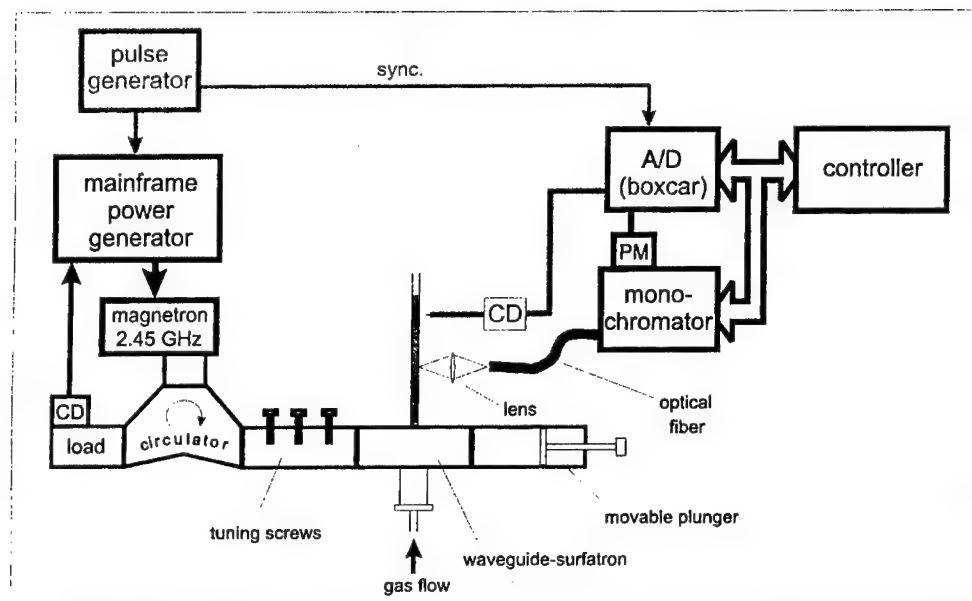 pulse
generator
sync.
mainframe
power
generator
A/D
(boxcar)
controller
PM
mono-
chromator
magnetron
2.45 GHz
CD
CD
lens
optical
fiber
load
circulator
tuning screws
movable plunger
waveguide-surfatron
gas flow